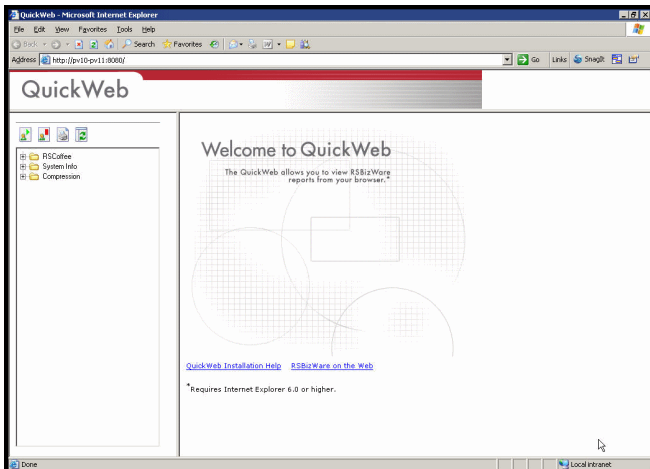 QuickWeb - Microsoft Internet Explorer
File Edit View Favorites Tools Help
Back Search Favorites
Address http://pv10-pv11:8080/ Go Links SnagIt
QuickWeb
RSCoffee
System Info
Compression
Welcome to QuickWeb
The QuickWeb allows you to view RSBizWare
reports from your browser.*
QuickWeb Installation Help RSBizWare on the Web
*Requires Internet Explorer 6.0 or higher.
Done Local intranet